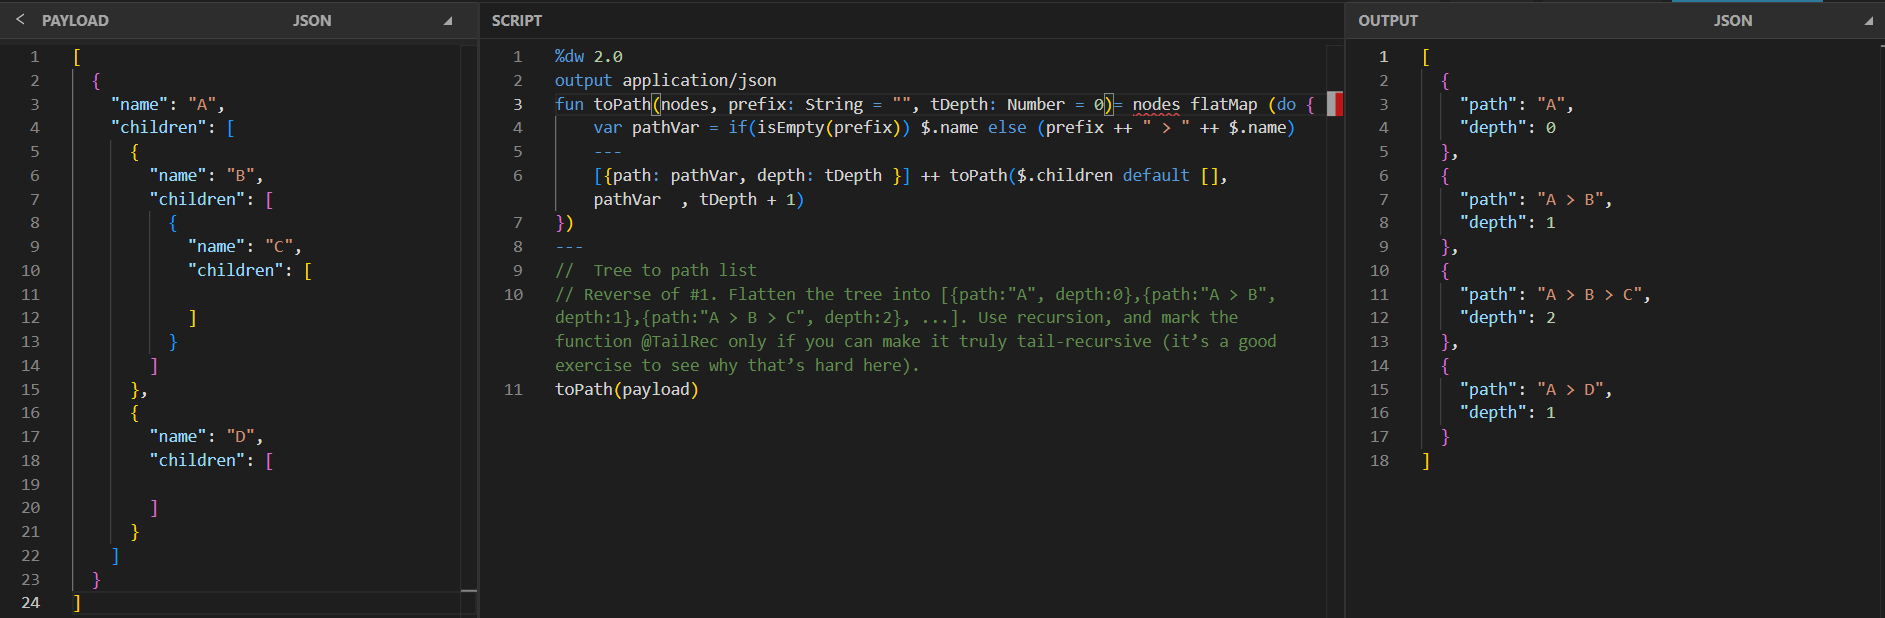 < PAYLOAD JSON
1 [
2 {
3 "name": "A",
4 "children": [
5 {
6 "name": "B",
7 "children": [
8 {
9 "name": "C",
10 "children": [
11
12 ]
13 }
14 ]
15 },
16 {
17 "name": "D",
18 "children": [
19
20 ]
21 }
22 ]
23 }
24 ]
SCRIPT
1 %dw 2.0
2 output application/json
3 fun toPath(nodes, prefix: String = "", tDepth: Number = 0)= nodes flatMap (do {
4 var pathVar = if(isEmpty(prefix)) $.name else (prefix ++ " > " ++ $.name)
5 ---
6 [{path: pathVar, depth: tDepth }] ++ toPath($.children default [],
pathVar  , tDepth + 1)
7 })
8 ---
9 //  Tree to path list
10 // Reverse of #1. Flatten the tree into [{path:"A", depth:0},{path:"A > B",
depth:1},{path:"A > B > C", depth:2}, ...]. Use recursion, and mark the
function @TailRec only if you can make it truly tail-recursive (it’s a good
exercise to see why that’s hard here).
11 toPath(payload)
OUTPUT JSON
1 [
2 {
3 "path": "A",
4 "depth": 0
5 },
6 {
7 "path": "A > B",
8 "depth": 1
9 },
10 {
11 "path": "A > B > C",
12 "depth": 2
13 },
14 {
15 "path": "A > D",
16 "depth": 1
17 }
18 ]